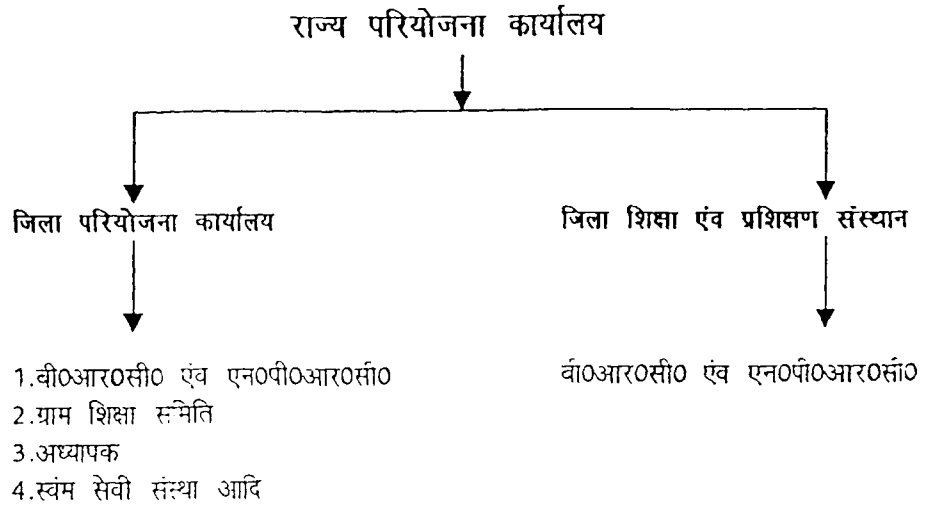 राज्य परियोजना कार्यालय
जिला परियोजना कार्यालय
जिला शिक्षा एंव प्रशिक्षण संस्थान
1.वी0आर0सी0 एंव एन0पी0आर0सी0
2.ग्राम शिक्षा समिति
3.अध्यापक
4.स्वंम सेवी संस्था आदि
वी0आर0सी0 एंव एन0पी0आर0सी0